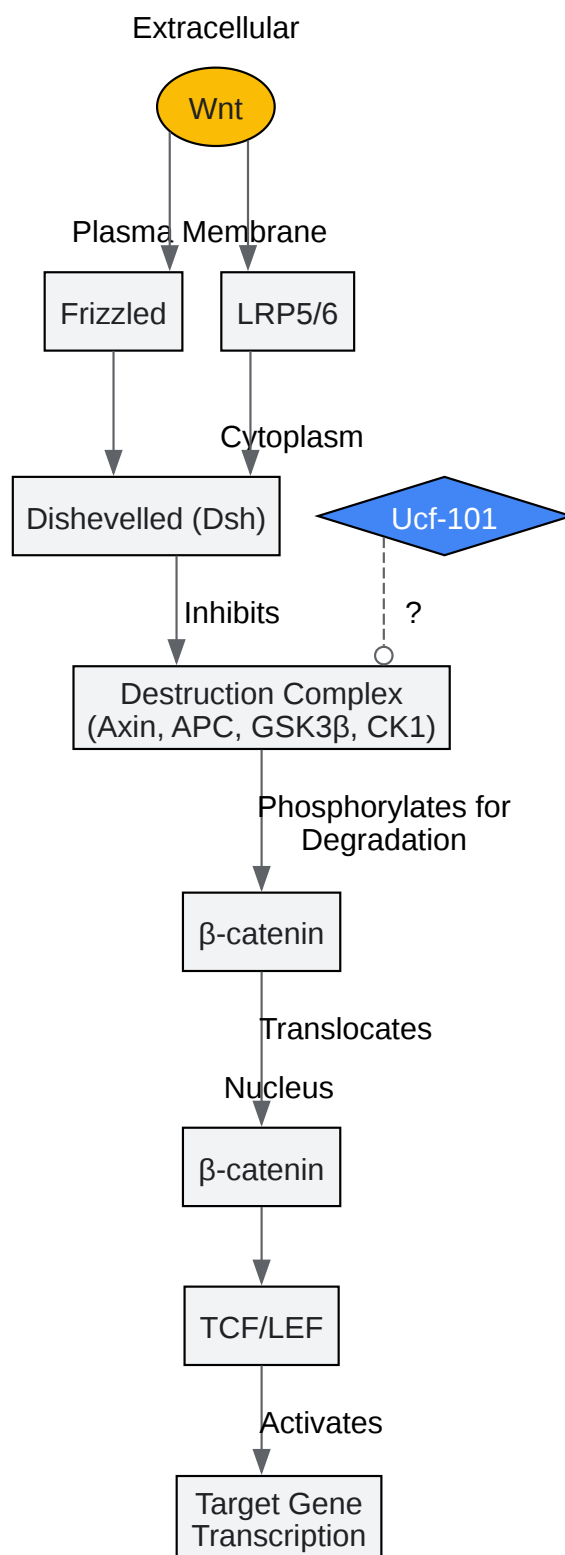 Extracellular
Wnt
Plasma Membrane
Frizzled
LRP5/6
Cytoplasm
Dishevelled (Dsh)
Ucf-101
Inhibits
?
Destruction Complex
(Axin, APC, GSK3β, CK1)
Phosphorylates for
Degradation
β-catenin
Translocates
Nucleus
β-catenin
TCF/LEF
Activates
Target Gene
Transcription